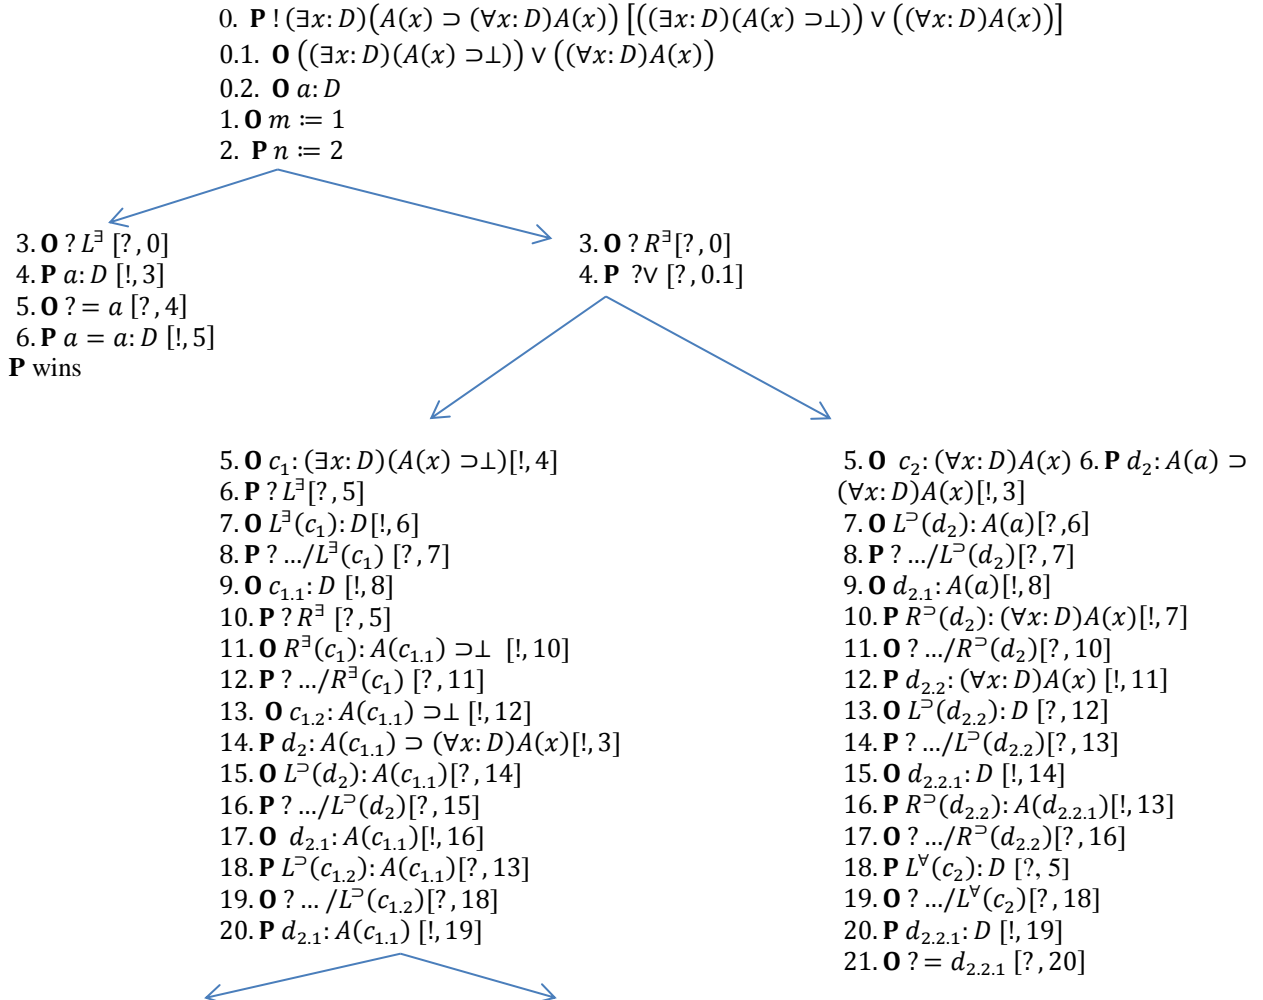 0. P ! (∃x: D)(A(x) ⊃ (∀x: D)A(x)) [((∃x: D)(A(x) ⊃⊥)) ∨ ((∀x: D)A(x))]
0.1. O ((∃x: D)(A(x) ⊃⊥)) ∨ ((∀x: D)A(x))
0.2. O a: D
1. O m ≔ 1
2. P n ≔ 2
3. O ? L^∃ [?, 0]
4. P a: D [!, 3]
5. O ? = a [?, 4]
6. P a = a: D [!, 5]
P wins
3. O ? R^∃[?, 0]
4. P ?∨ [?, 0.1]
5. O c₁: (∃x: D)(A(x) ⊃⊥)[!, 4]
6. P ? L^∃[?, 5]
7. O L^∃(c₁): D[!, 6]
8. P ? .../L^∃(c₁) [?, 7]
9. O c₁.₁: D [!, 8]
10. P ? R^∃ [?, 5]
11. O R^∃(c₁): A(c₁.₁) ⊃⊥ [!, 10]
12. P ? .../R^∃(c₁) [?, 11]
13. O c₁.₂: A(c₁.₁) ⊃⊥ [!, 12]
14. P d₂: A(c₁.₁) ⊃ (∀x: D)A(x)[!, 3]
15. O L^⊃(d₂): A(c₁.₁)[?, 14]
16. P ? .../L^⊃(d₂)[?, 15]
17. O d₂.₁: A(c₁.₁)[!, 16]
18. P L^⊃(c₁.₂): A(c₁.₁)[?, 13]
19. O ? ... /L^⊃(c₁.₂)[?, 18]
20. P d₂.₁: A(c₁.₁) [!, 19]
5. O c₂: (∀x: D)A(x) 6. P d₂: A(a) ⊃
(∀x: D)A(x)[!, 3]
7. O L^⊃(d₂): A(a)[?,6]
8. P ? .../L^⊃(d₂)[?, 7]
9. O d₂.₁: A(a)[!, 8]
10. P R^⊃(d₂): (∀x: D)A(x)[!, 7]
11. O ? .../R^⊃(d₂)[?, 10]
12. P d₂.₂: (∀x: D)A(x) [!, 11]
13. O L^⊃(d₂.₂): D [?, 12]
14. P ? .../L^⊃(d₂.₂)[?, 13]
15. O d₂.₂.₁: D [!, 14]
16. P R^⊃(d₂.₂): A(d₂.₂.₁)[!, 13]
17. O ? .../R^⊃(d₂.₂)[?, 16]
18. P L^∀(c₂): D [?, 5]
19. O ? .../L^∀(c₂)[?, 18]
20. P d₂.₂.₁: D [!, 19]
21. O ? = d₂.₂.₁ [?, 20]